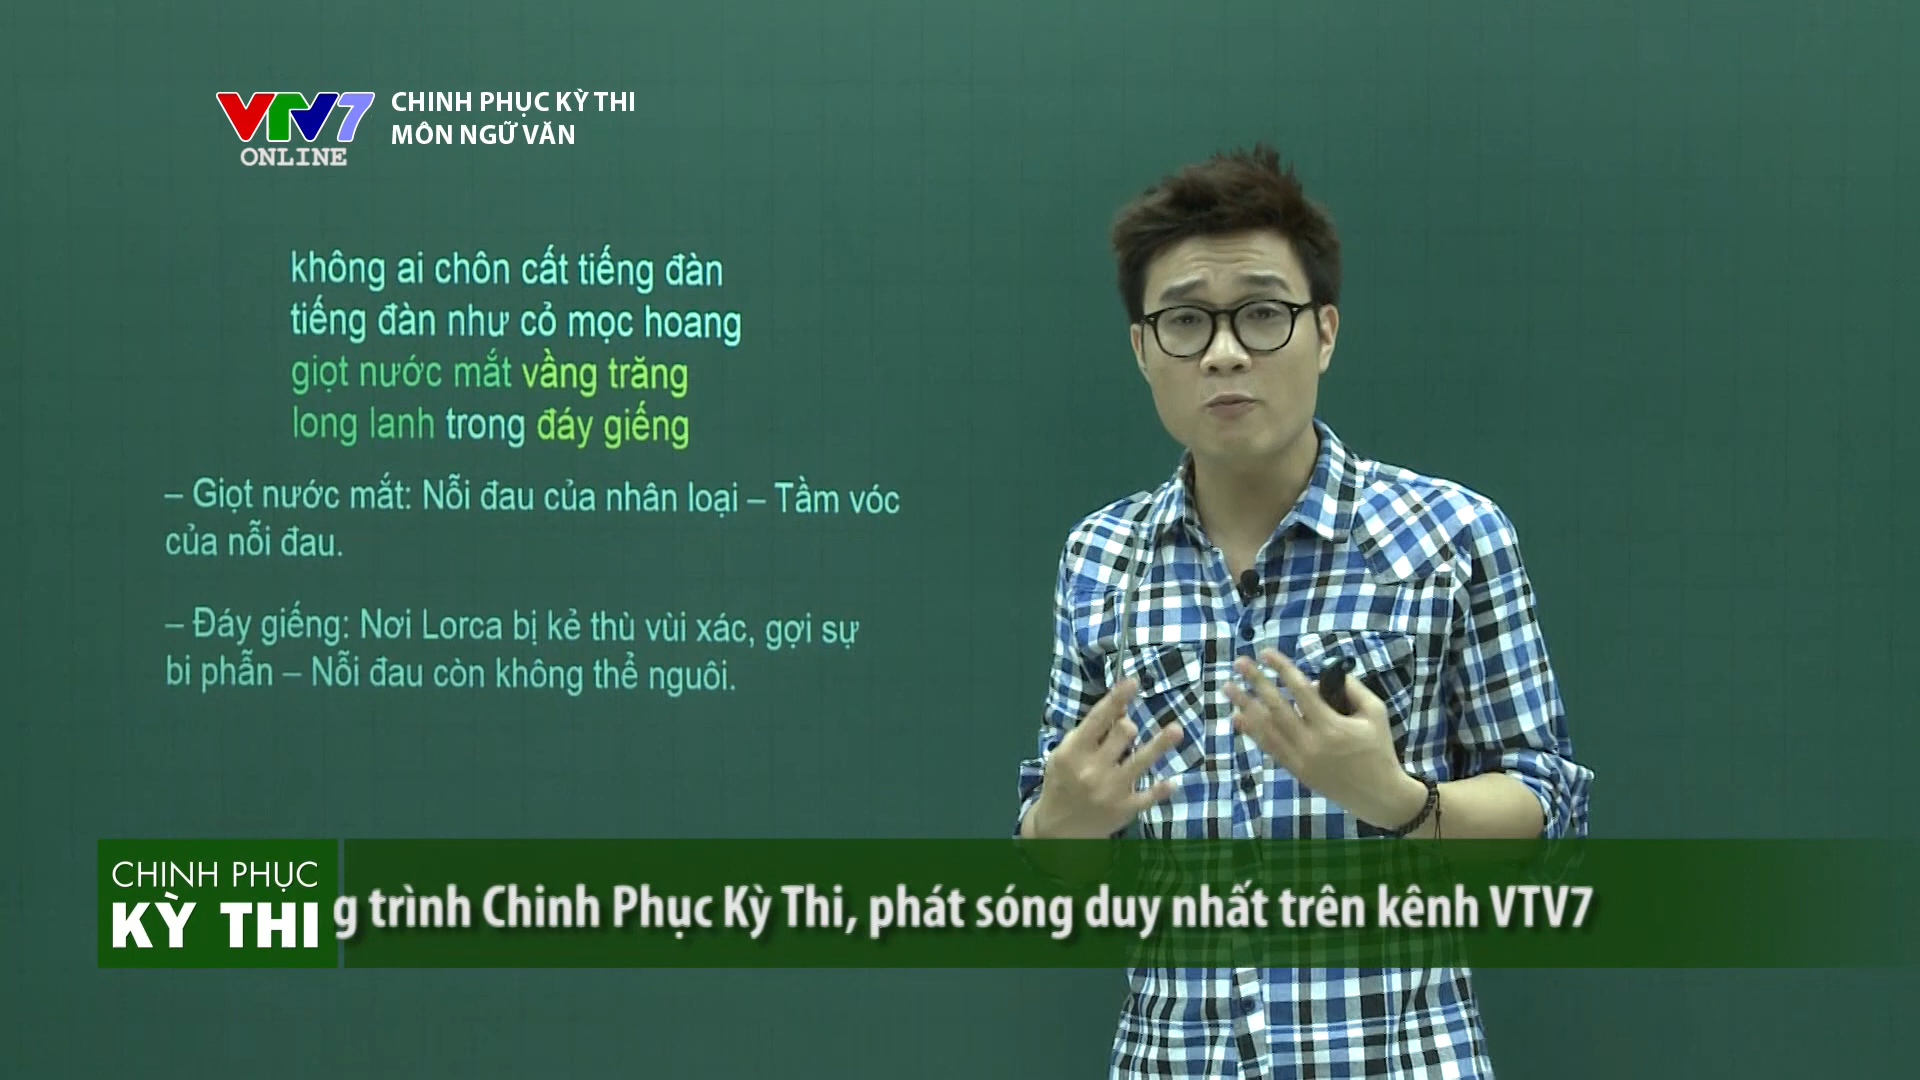 VTV7
ONLINE
CHINH PHỤC KỲ THI
MÔN NGỮ VĂN
không ai chôn cất tiếng đàn
tiếng đàn như cỏ mọc hoang
giọt nước mắt vầng trăng
long lanh trong đáy giếng
– Giọt nước mắt: Nỗi đau của nhân loại – Tầm vóc
của nỗi đau.
– Đáy giếng: Nơi Lorca bị kẻ thù vùi xác, gợi sự
bi phẫn – Nỗi đau còn không thể nguôi.
CHINH PHỤC
KỲ THI
g trình Chinh Phục Kỳ Thi, phát sóng duy nhất trên kênh VTV7